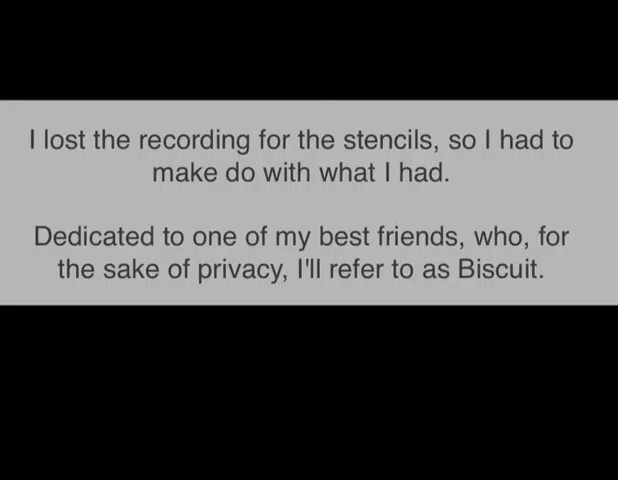 I lost the recording for the stencils, so I had to
make do with what I had.
Dedicated to one of my best friends, who, for
the sake of privacy, I'll refer to as Biscuit.